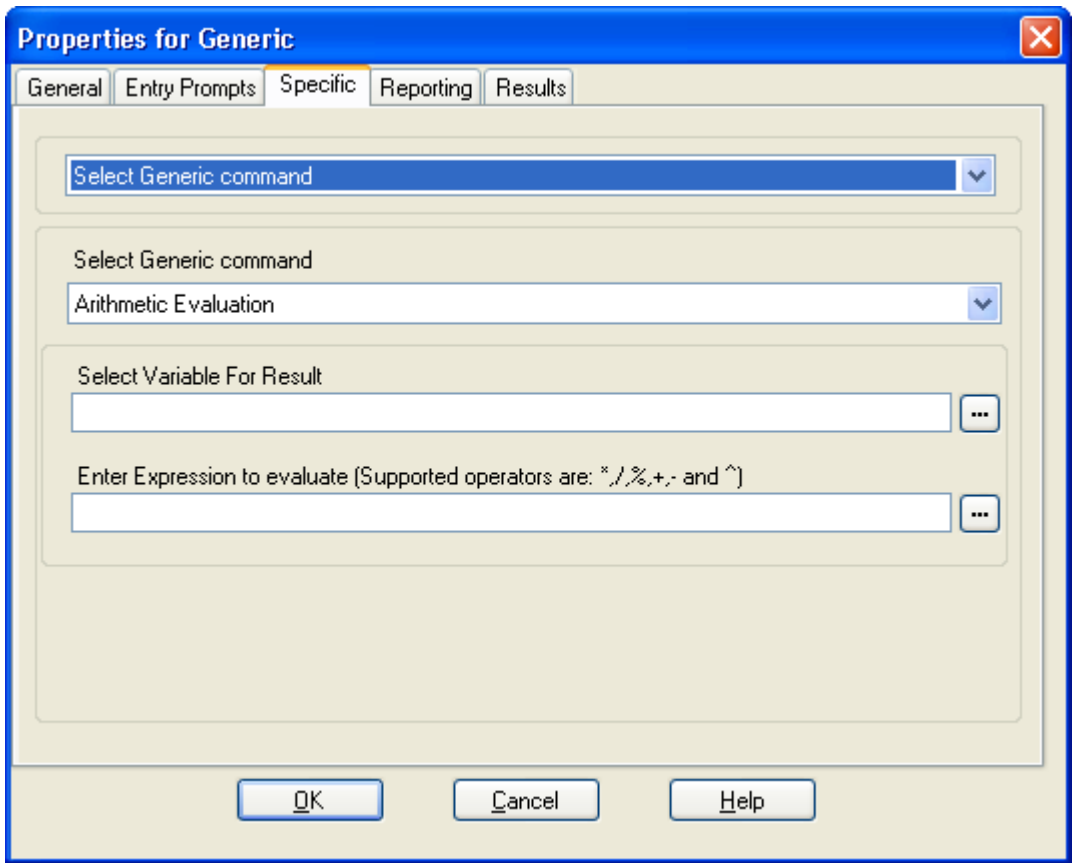 Properties for Generic
General Entry Prompts Specific Reporting Results
Select Generic command
Select Generic command
Arithmetic Evaluation
Select Variable For Result
...
Enter Expression to evaluate (Supported operators are: *,/,%,+,- and ^)
...
OK Cancel Help